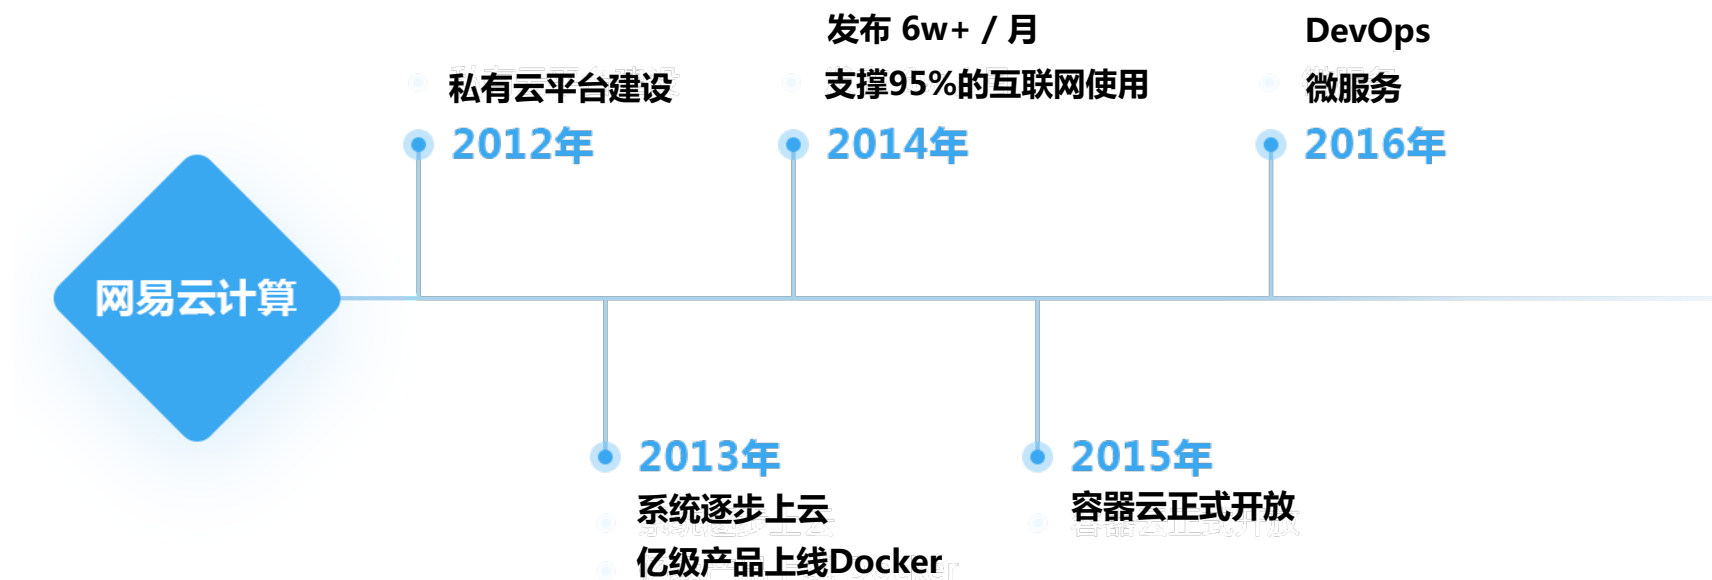 网易云计算
私有云平台建设
2012年
2013年
系统逐步上云
亿级产品上线Docker
发布 6w+ / 月
支撑95%的互联网使用
2014年
2015年
容器云正式开放
DevOps
微服务
2016年